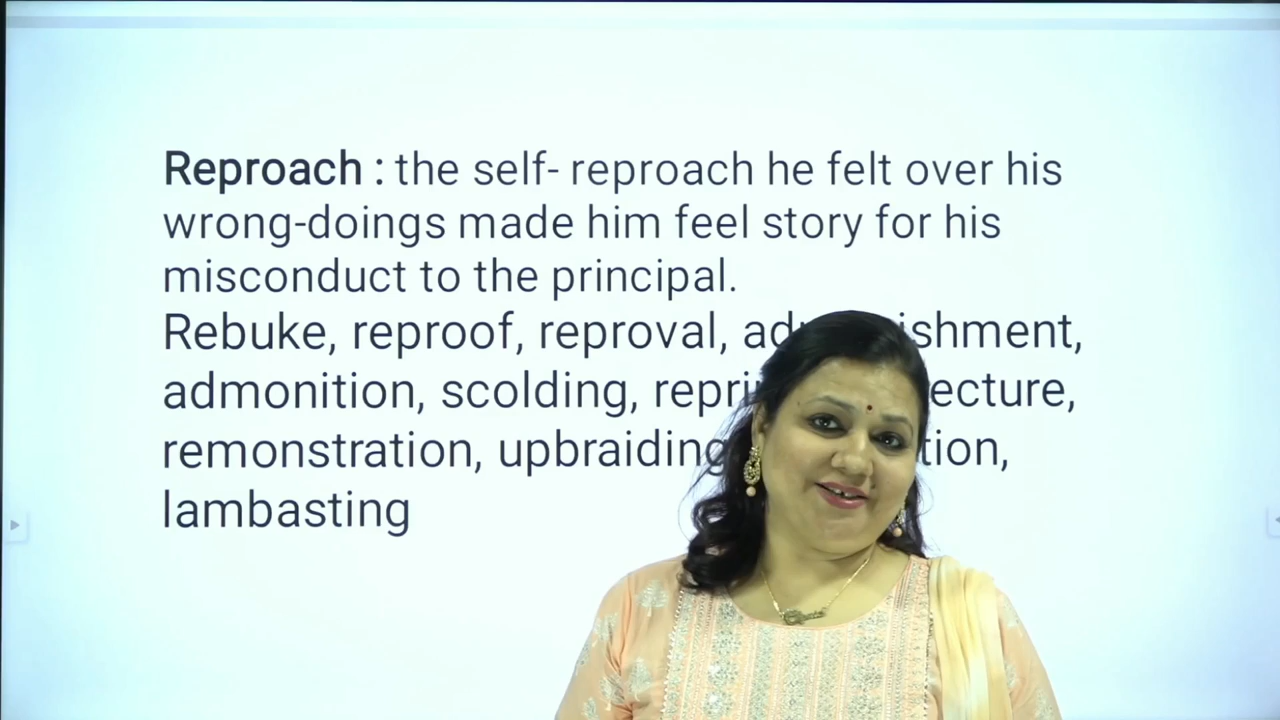 Reproach : the self- reproach he felt over his
wrong-doings made him feel story for his
misconduct to the principal.
Rebuke, reproof, reproval,
admonition, scolding,
remonstration, upbraiding
lambasting